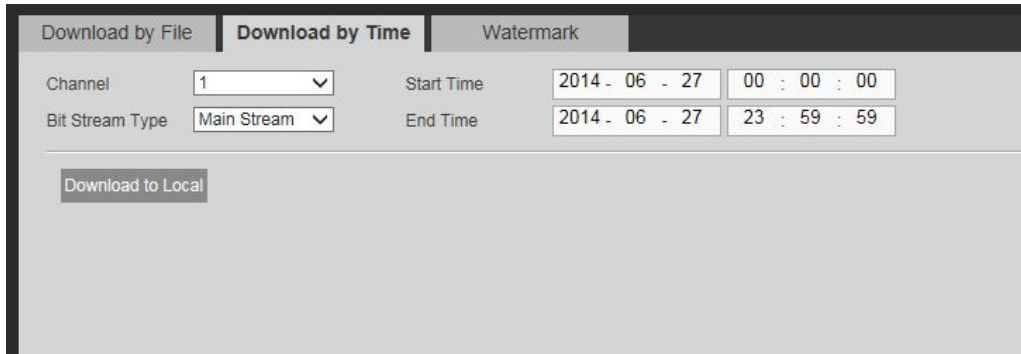 Download by File Download by Time Watermark
Channel 1 Start Time 2014 - 06 - 27 00 : 00 : 00
Bit Stream Type Main Stream End Time 2014 - 06 - 27 23 : 59 : 59
Download to Local